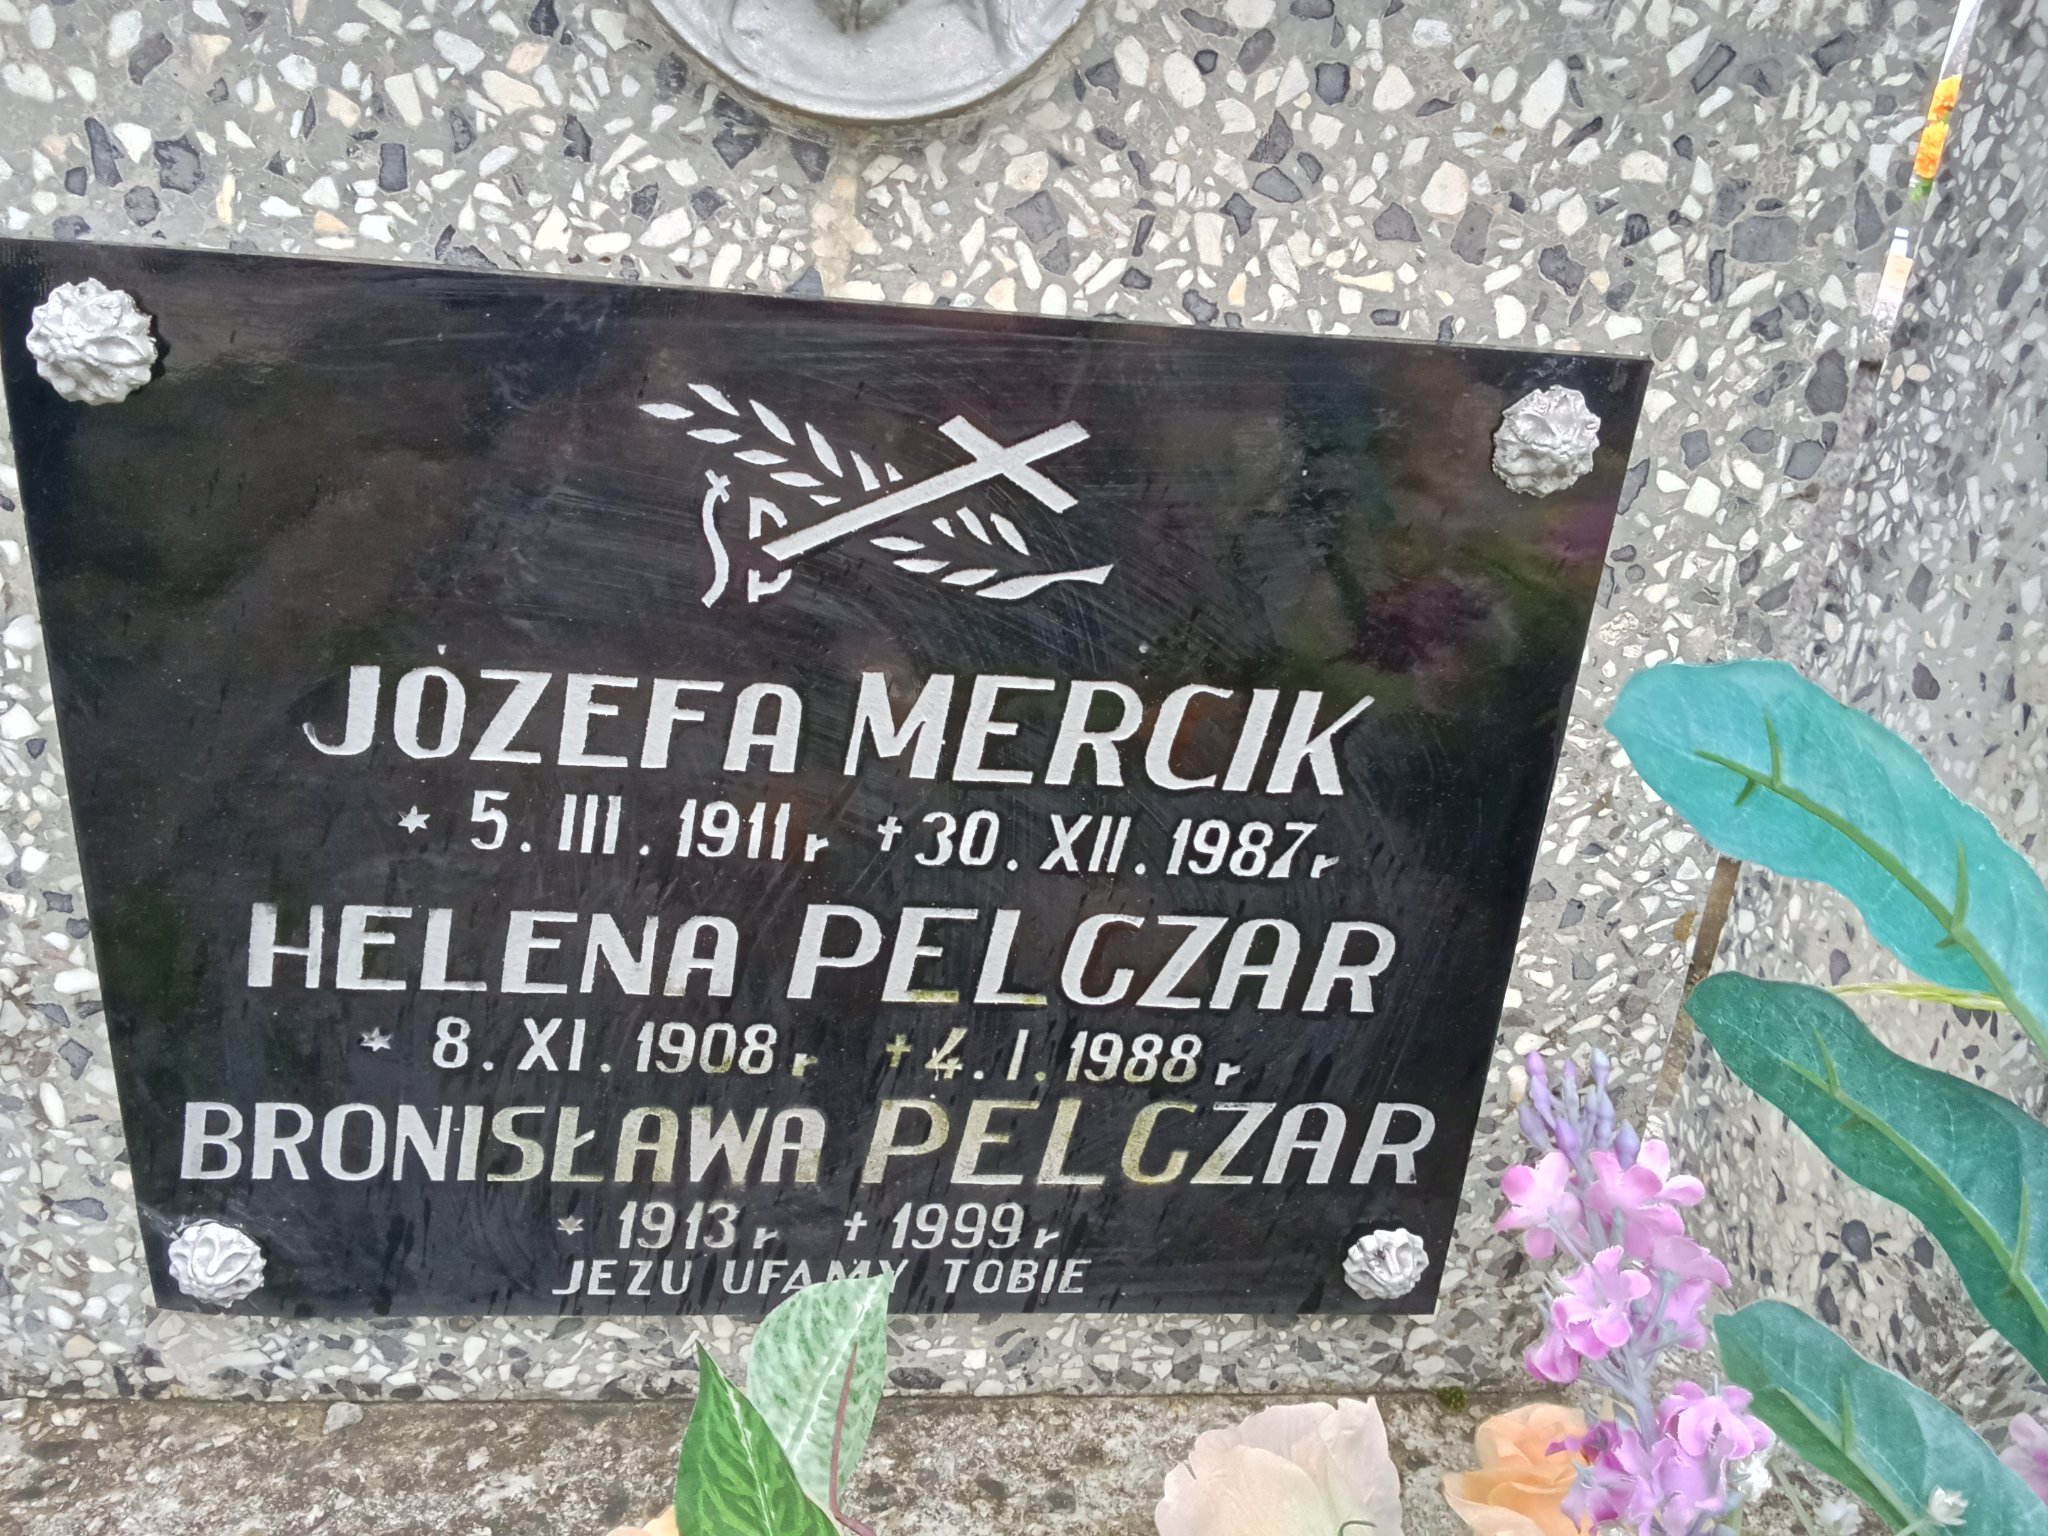 JÓZEFA MERCIK
* 5. III. 1911 r † 30. XII. 1987 r
HELENA PELCZAR
* 8. XI. 1908 r † 4. I. 1988 r
BRONISŁAWA PELCZAR
* 1913 r † 1999 r
JEZU UFAMY TOBIE